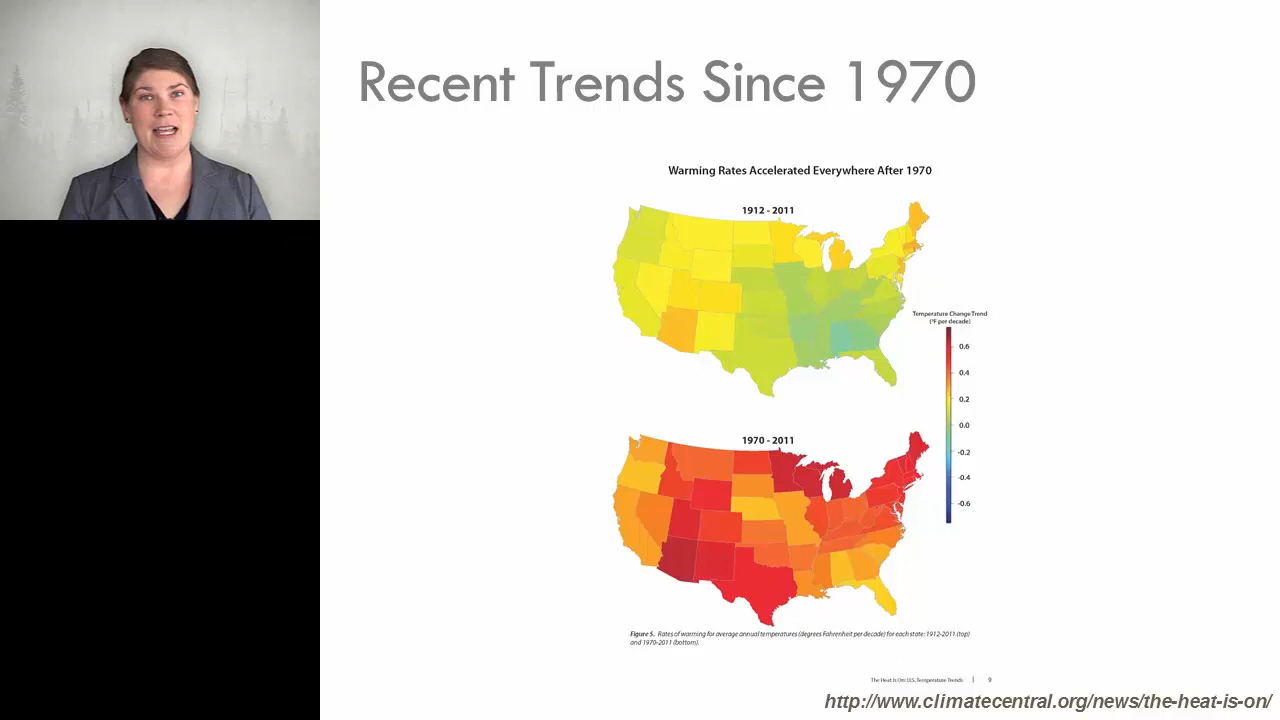 Recent Trends Since 1970
Warming Rates Accelerated Everywhere After 1970
1912 - 2011
Temperature Change Trend
(°F per decade)
0.6
0.4
0.2
0.0
-0.2
-0.4
-0.6
1970 - 2011
Figure 5. Rates of warming for average annual temperatures (degrees Fahrenheit per decade) for each state: 1912-2011 (top)
and 1970-2011 (bottom).
The Heat Is On: U.S. Temperature Trends | 9
http://www.climatecentral.org/news/the-heat-is-on/